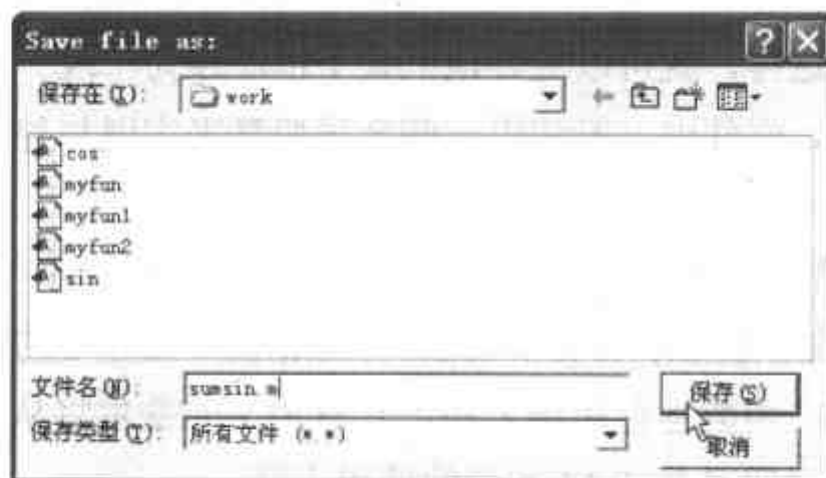 Save file as:
保存在(I): work
cos
myfun
myfun1
myfun2
sin
文件名(N): sumsin.m 保存(S)
保存类型(T): 所有文件 (*.*) 取消